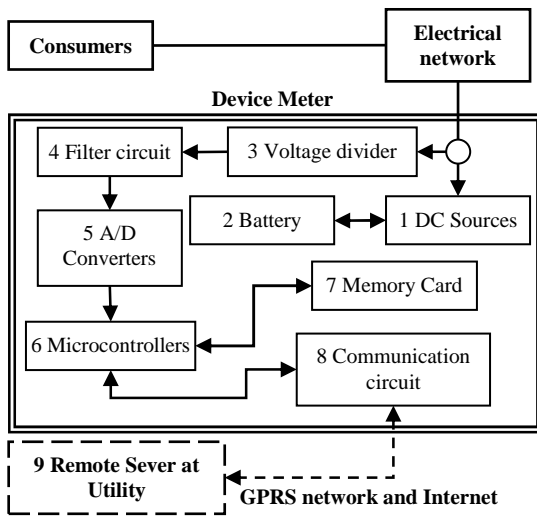 Consumers
Electrical
network
Device Meter
4 Filter circuit
3 Voltage divider
2 Battery
1 DC Sources
5 A/D
Converters
7 Memory Card
6 Microcontrollers
8 Communication
circuit
9 Remote Sever at
Utility
GPRS network and Internet